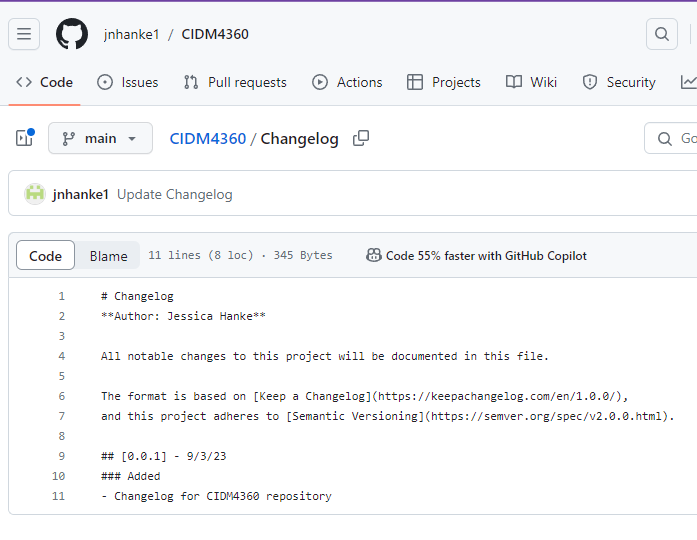 jnhanke1 / CIDM4360
Code Issues Pull requests Actions Projects Wiki Security
main CIDM4360 / Changelog Go
jnhanke1 Update Changelog
Code Blame 11 lines (8 loc) · 345 Bytes Code 55% faster with GitHub Copilot
1 # Changelog
2 **Author: Jessica Hanke**
3
4 All notable changes to this project will be documented in this file.
5
6 The format is based on [Keep a Changelog](https://keepachangelog.com/en/1.0.0/),
7 and this project adheres to [Semantic Versioning](https://semver.org/spec/v2.0.0.html).
8
9 ## [0.0.1] - 9/3/23
10 ### Added
11 - Changelog for CIDM4360 repository